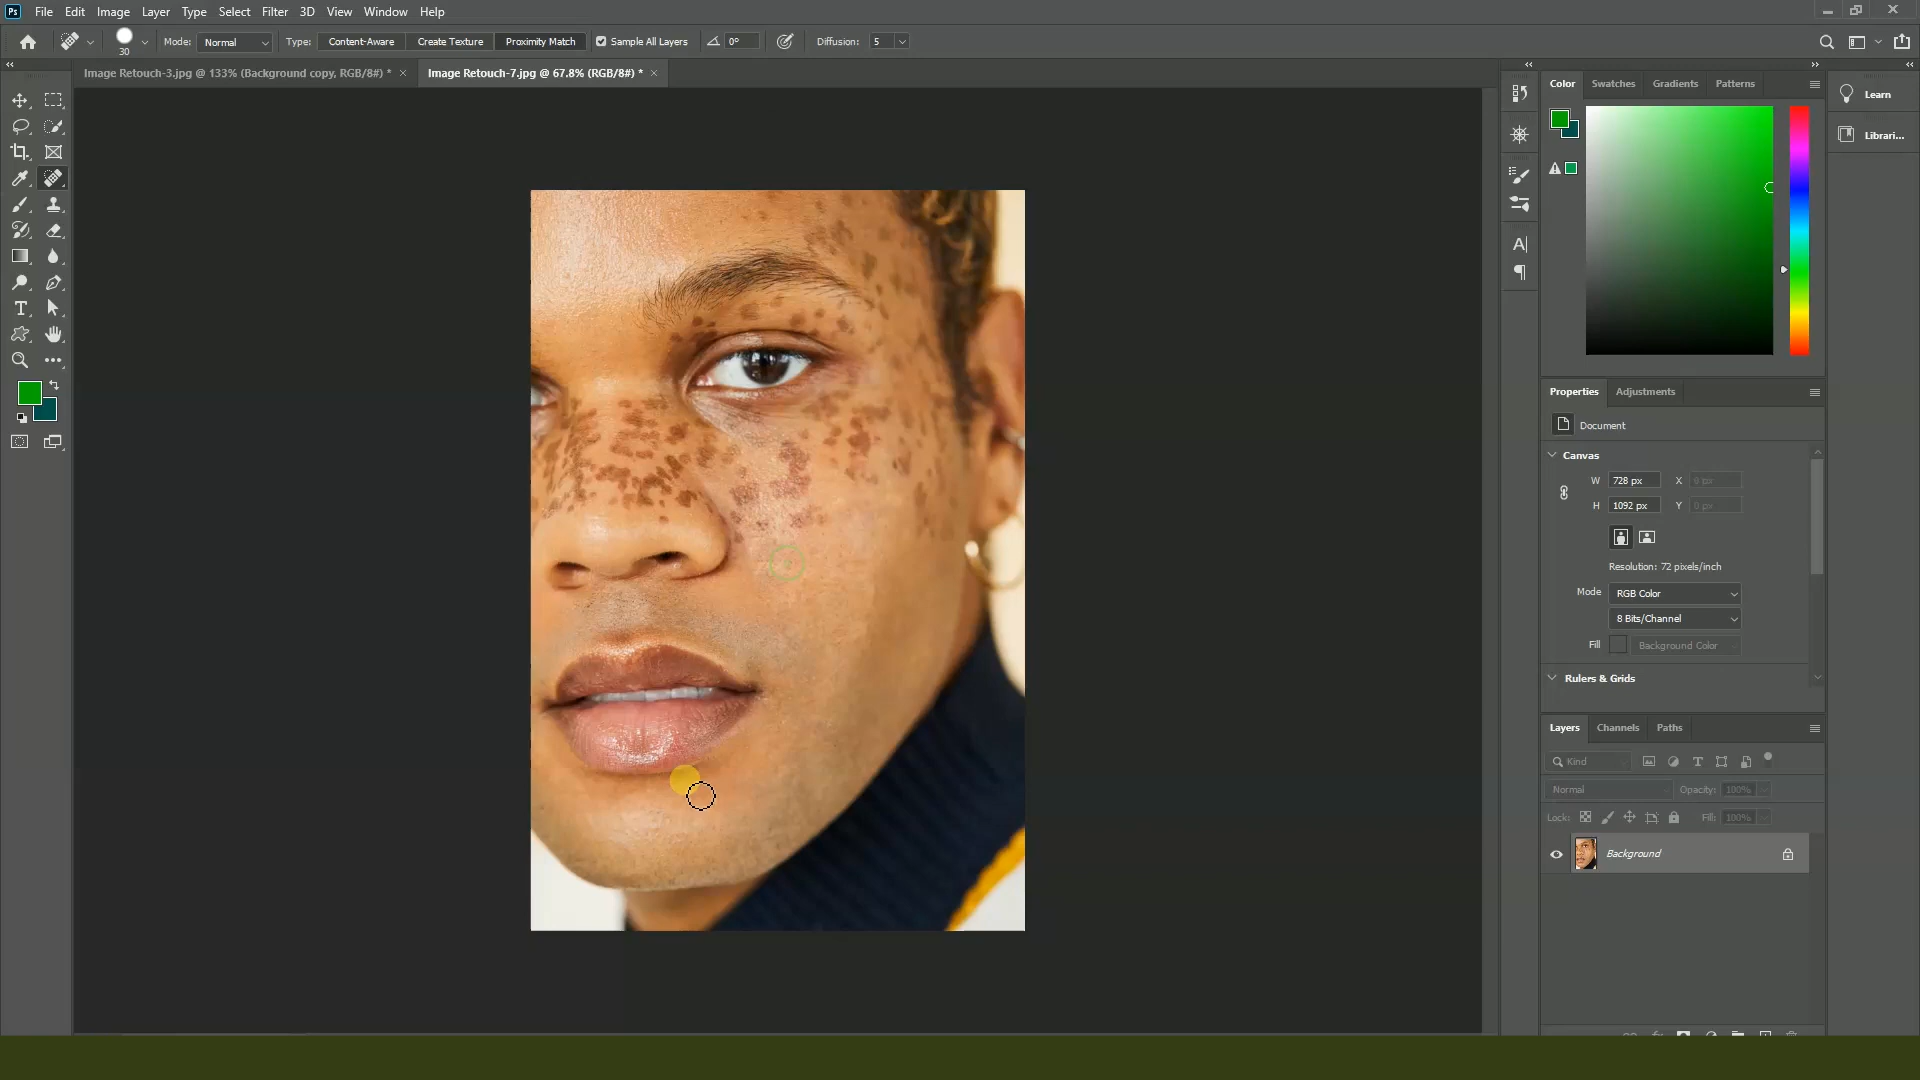 Ps File Edit Image Layer Type Select Filter 3D View Window Help
30 Mode: Normal Type: Content-Aware Create Texture Proximity Match Sample All Layers 0° Diffusion: 5
Image Retouch-3.jpg @ 133% (Background copy, RGB/8#) * × Image Retouch-7.jpg @ 67.8% (RGB/8#) * ×
Color Swatches Gradients Patterns
Learn
Librari...
Properties Adjustments
Document
Canvas
W 728 px X 0 px
H 1092 px Y 0 px
Resolution: 72 pixels/inch
Mode RGB Color
8 Bits/Channel
Fill Background Color
Rulers & Grids
Layers Channels Paths
Kind
Normal Opacity: 100%
Lock: Fill: 100%
Background